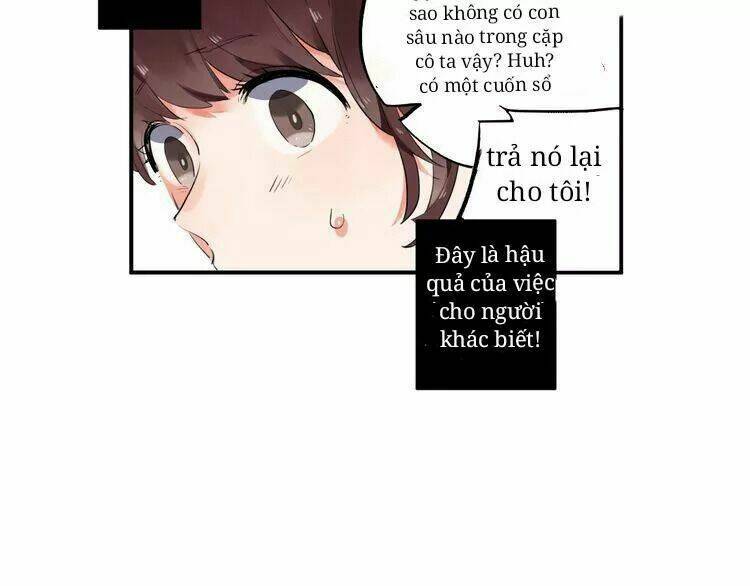 sao không có con
sâu nào trong cặp
cô ta vậy? Huh?
có một cuốn sổ
trả nó lại
cho tôi!
Đây là hậu
quả của việc
cho người
khác biết!